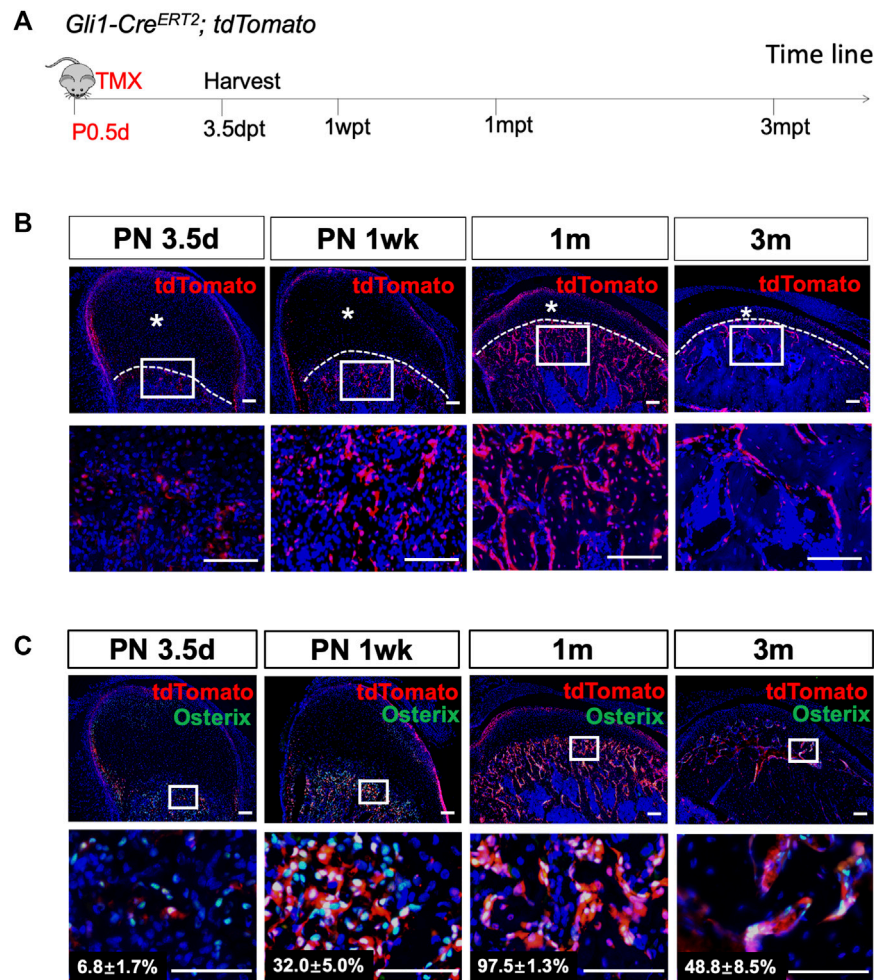 A Gli1-Cre^ERT2; tdTomato
Time line
TMX Harvest
P0.5d 3.5dpt 1wpt 1mpt 3mpt
B
PN 3.5d PN 1wk 1m 3m
tdTomato tdTomato tdTomato tdTomato
* * * *
C
PN 3.5d PN 1wk 1m 3m
tdTomato tdTomato tdTomato tdTomato
Osterix Osterix Osterix Osterix
6.8±1.7% 32.0±5.0% 97.5±1.3% 48.8±8.5%